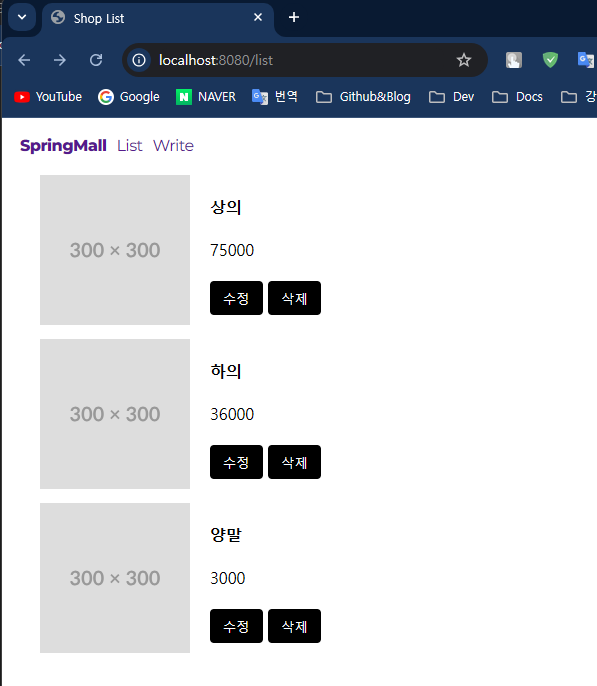 Shop List
localhost:8080/list
YouTube Google NAVER 번역 Github&Blog Dev Docs 강
SpringMall List Write
300 × 300
상의
75000
수정 삭제
300 × 300
하의
36000
수정 삭제
300 × 300
양말
3000
수정 삭제